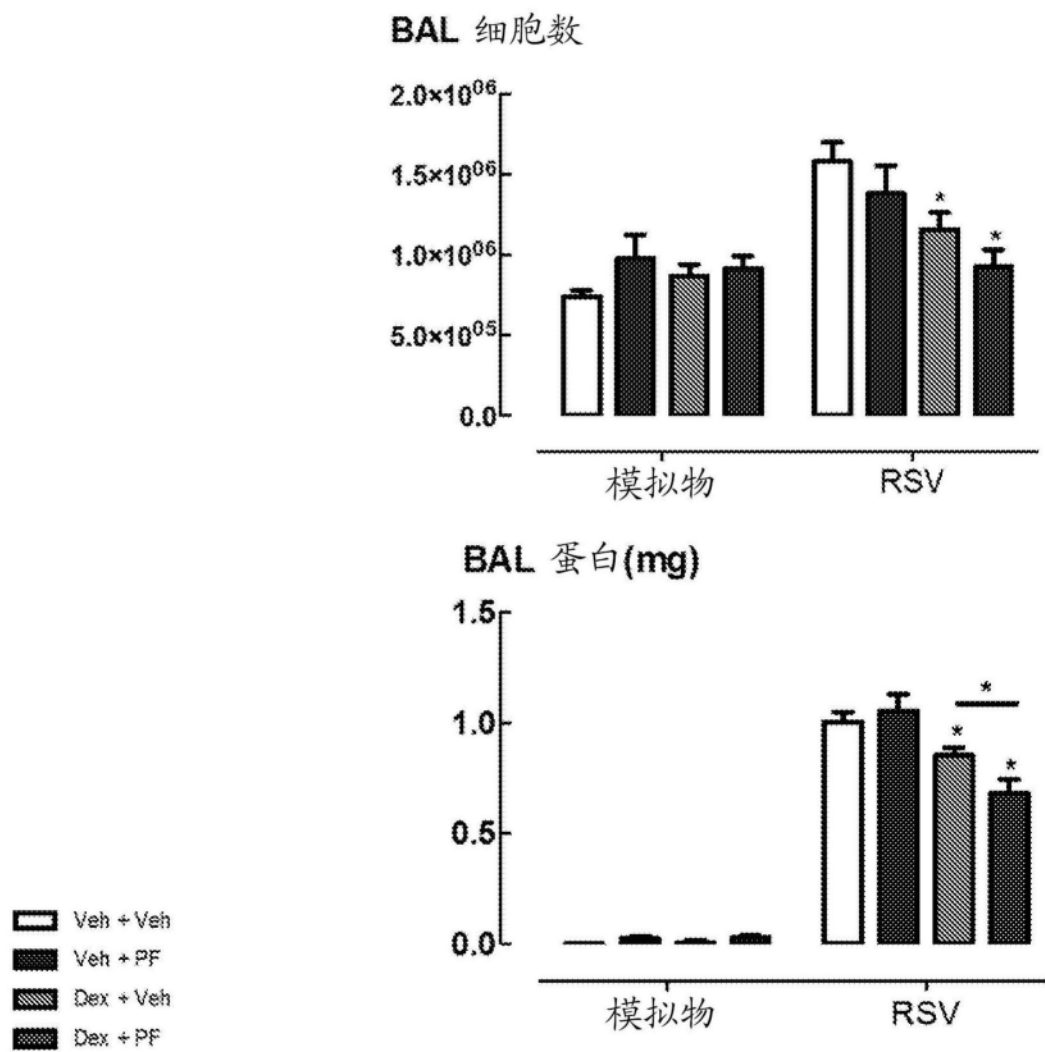 BAL 细胞数
2.0×10⁰⁶
1.5×10⁰⁶
1.0×10⁰⁶
5.0×10⁰⁵
0.0
* *
模拟物 RSV
BAL 蛋白(mg)
1.5
1.0
0.5
0.0
*
* *
模拟物 RSV
Veh + Veh
Veh + PF
Dex + Veh
Dex + PF